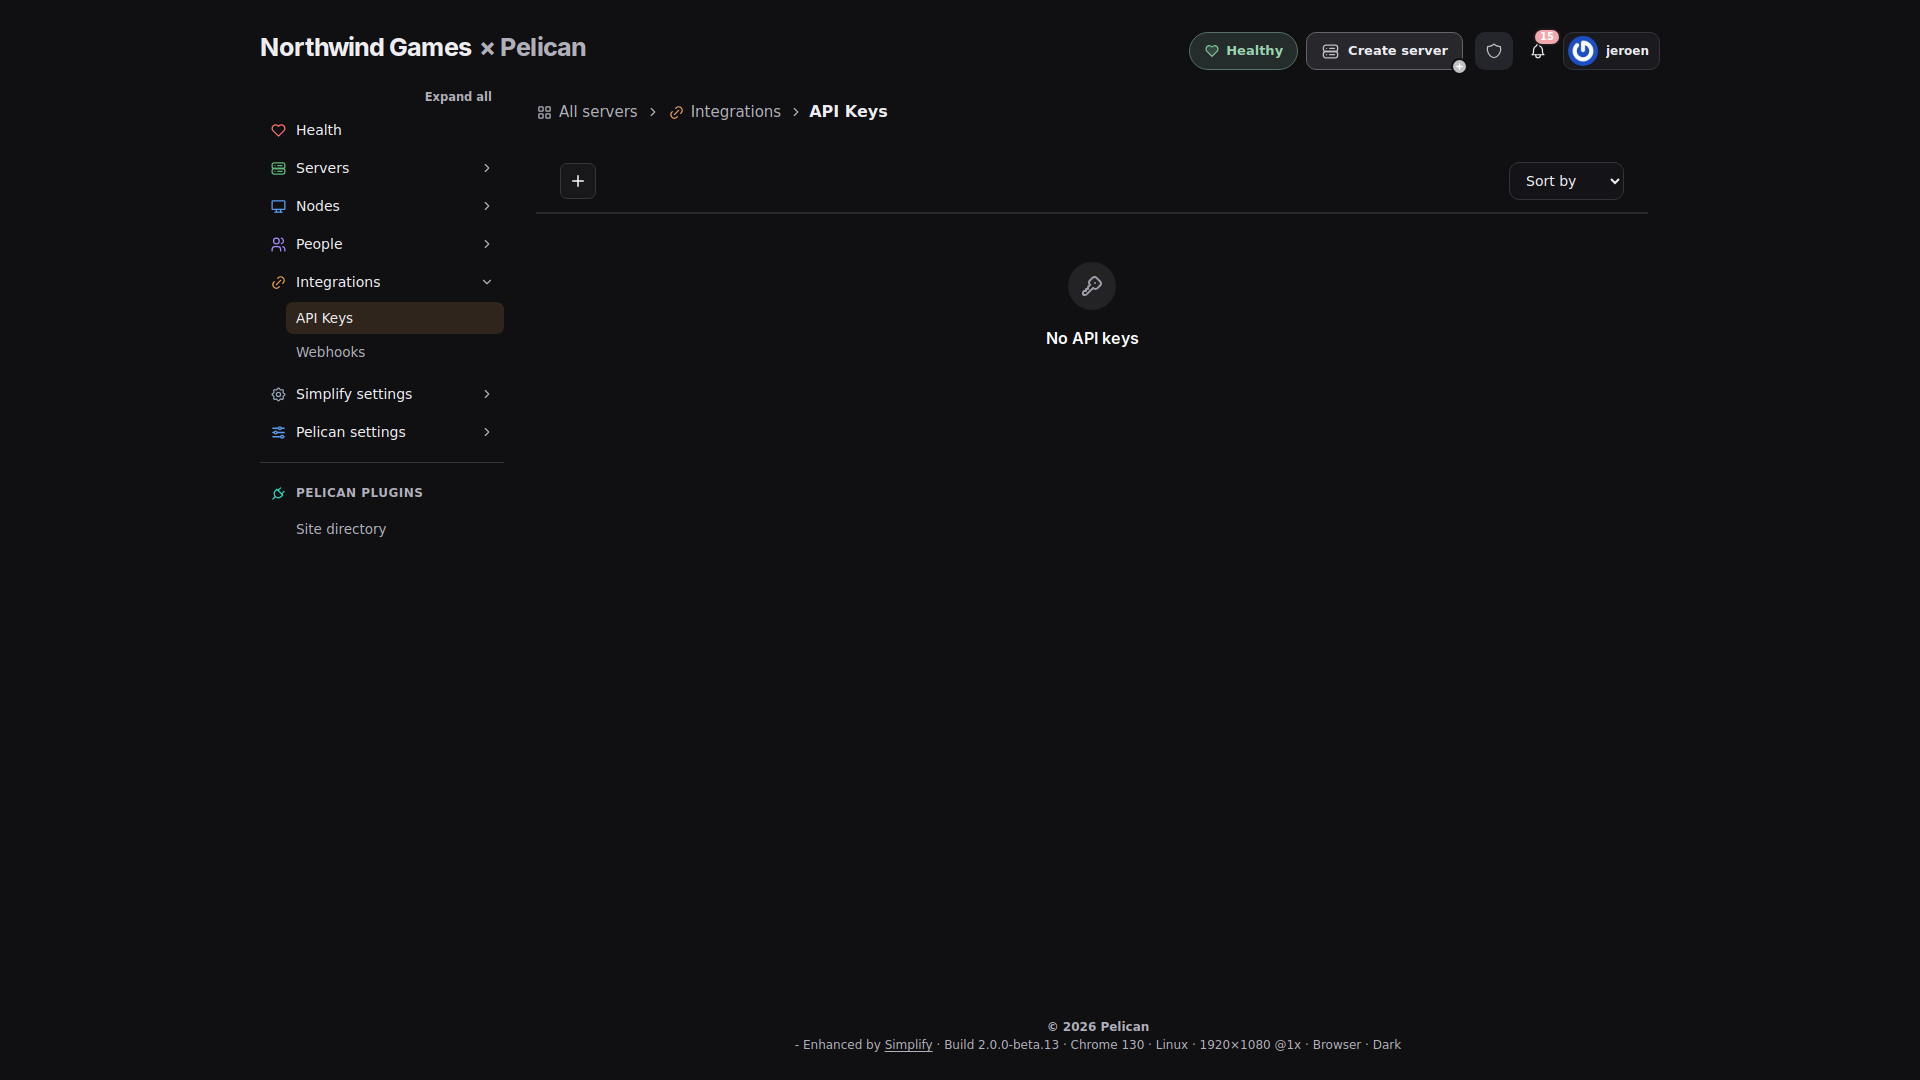 Northwind Games × Pelican
Healthy
Create server
15
jeroen
Expand all
Health
Servers
Nodes
People
Integrations
API Keys
Webhooks
Simplify settings
Pelican settings
PELICAN PLUGINS
Site directory
All servers > Integrations > API Keys
Sort by
No API keys
© 2026 Pelican
- Enhanced by Simplify · Build 2.0.0-beta.13 · Chrome 130 · Linux · 1920×1080 @1x · Browser · Dark